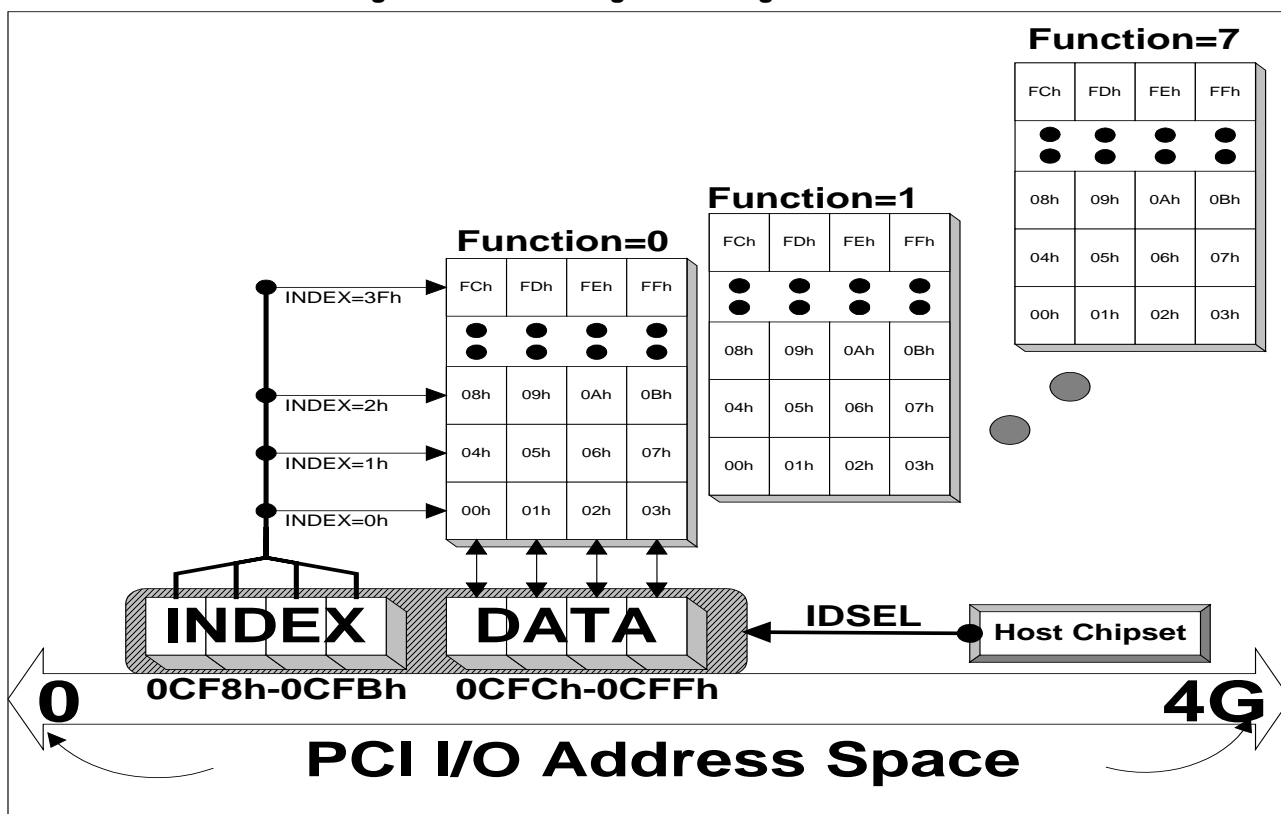 Function=7
FCh FDh FEh FFh
08h 09h 0Ah 0Bh
04h 05h 06h 07h
00h 01h 02h 03h
Function=1
FCh FDh FEh FFh
08h 09h 0Ah 0Bh
04h 05h 06h 07h
00h 01h 02h 03h
Function=0
FCh FDh FEh FFh
08h 09h 0Ah 0Bh
04h 05h 06h 07h
00h 01h 02h 03h
INDEX=3Fh
INDEX=2h
INDEX=1h
INDEX=0h
INDEX
DATA
IDSEL
Host Chipset
0CF8h-0CFBh
0CFCh-0CFFh
0
4G
PCI I/O Address Space